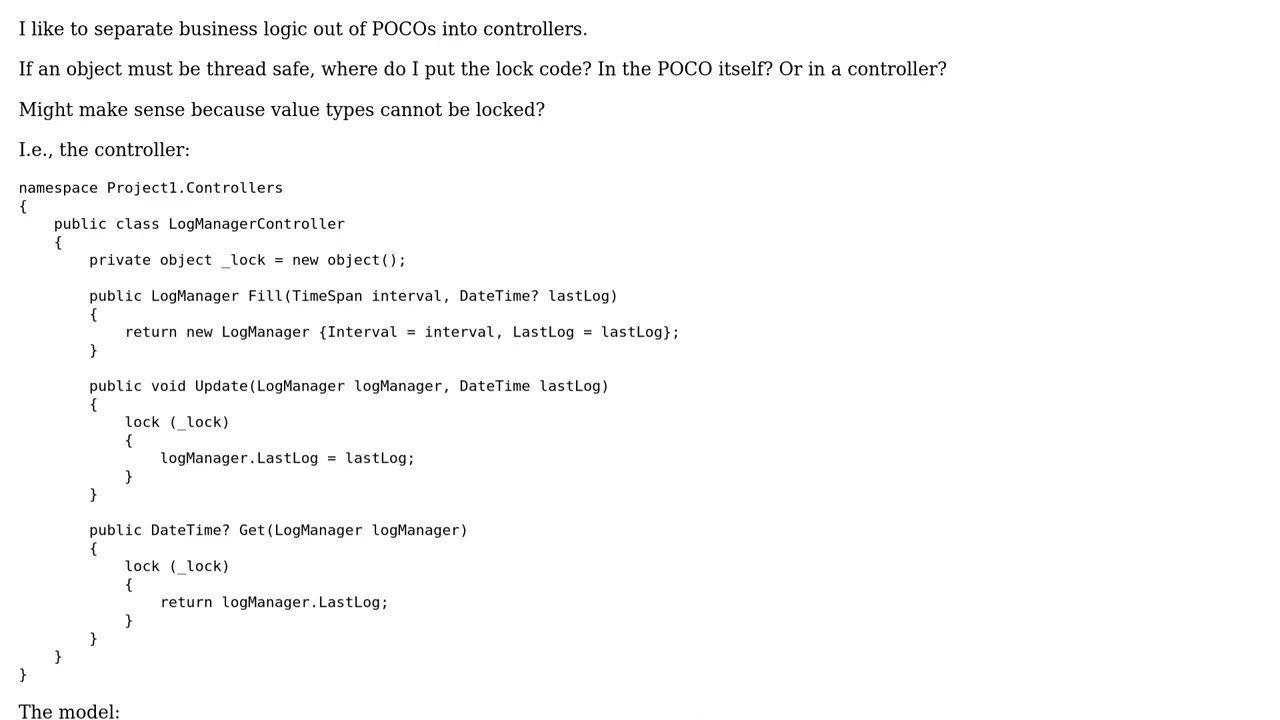 I like to separate business logic out of POCOs into controllers.
If an object must be thread safe, where do I put the lock code? In the POCO itself? Or in a controller?
Might make sense because value types cannot be locked?
I.e., the controller:
namespace Project1.Controllers
{
    public class LogManagerController
    {
        private object _lock = new object();

        public LogManager Fill(TimeSpan interval, DateTime? lastLog)
        {
            return new LogManager {Interval = interval, LastLog = lastLog};
        }

        public void Update(LogManager logManager, DateTime lastLog)
        {
            lock (_lock)
            {
                logManager.LastLog = lastLog;
            }
        }

        public DateTime? Get(LogManager logManager)
        {
            lock (_lock)
            {
                return logManager.LastLog;
            }
        }
    }
}
The model: